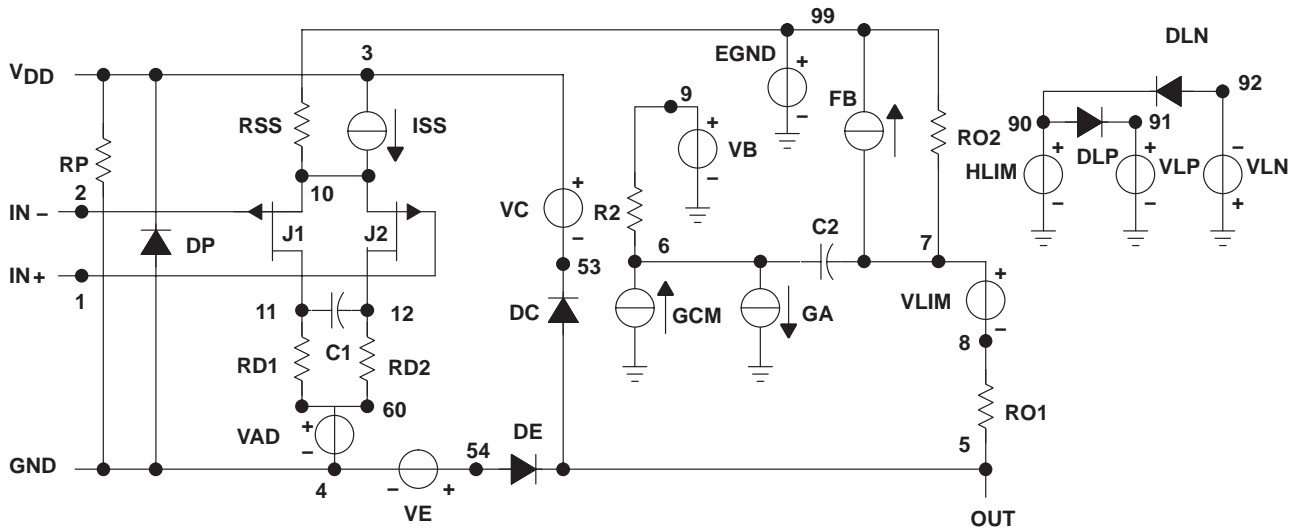 99
3
DLN
VDD
EGND
FB
92
9
RSS
ISS
90
91
VB
RO2
DLP
HLIM
VLP
VLN
RP
10
2
IN −
VC
R2
J1
J2
C2
DP
6
7
53
IN +
1
11
12
DC
GCM
GA
VLIM
C1
8
RD1
RD2
60
RO1
VAD
DE
54
5
GND
4
VE
OUT